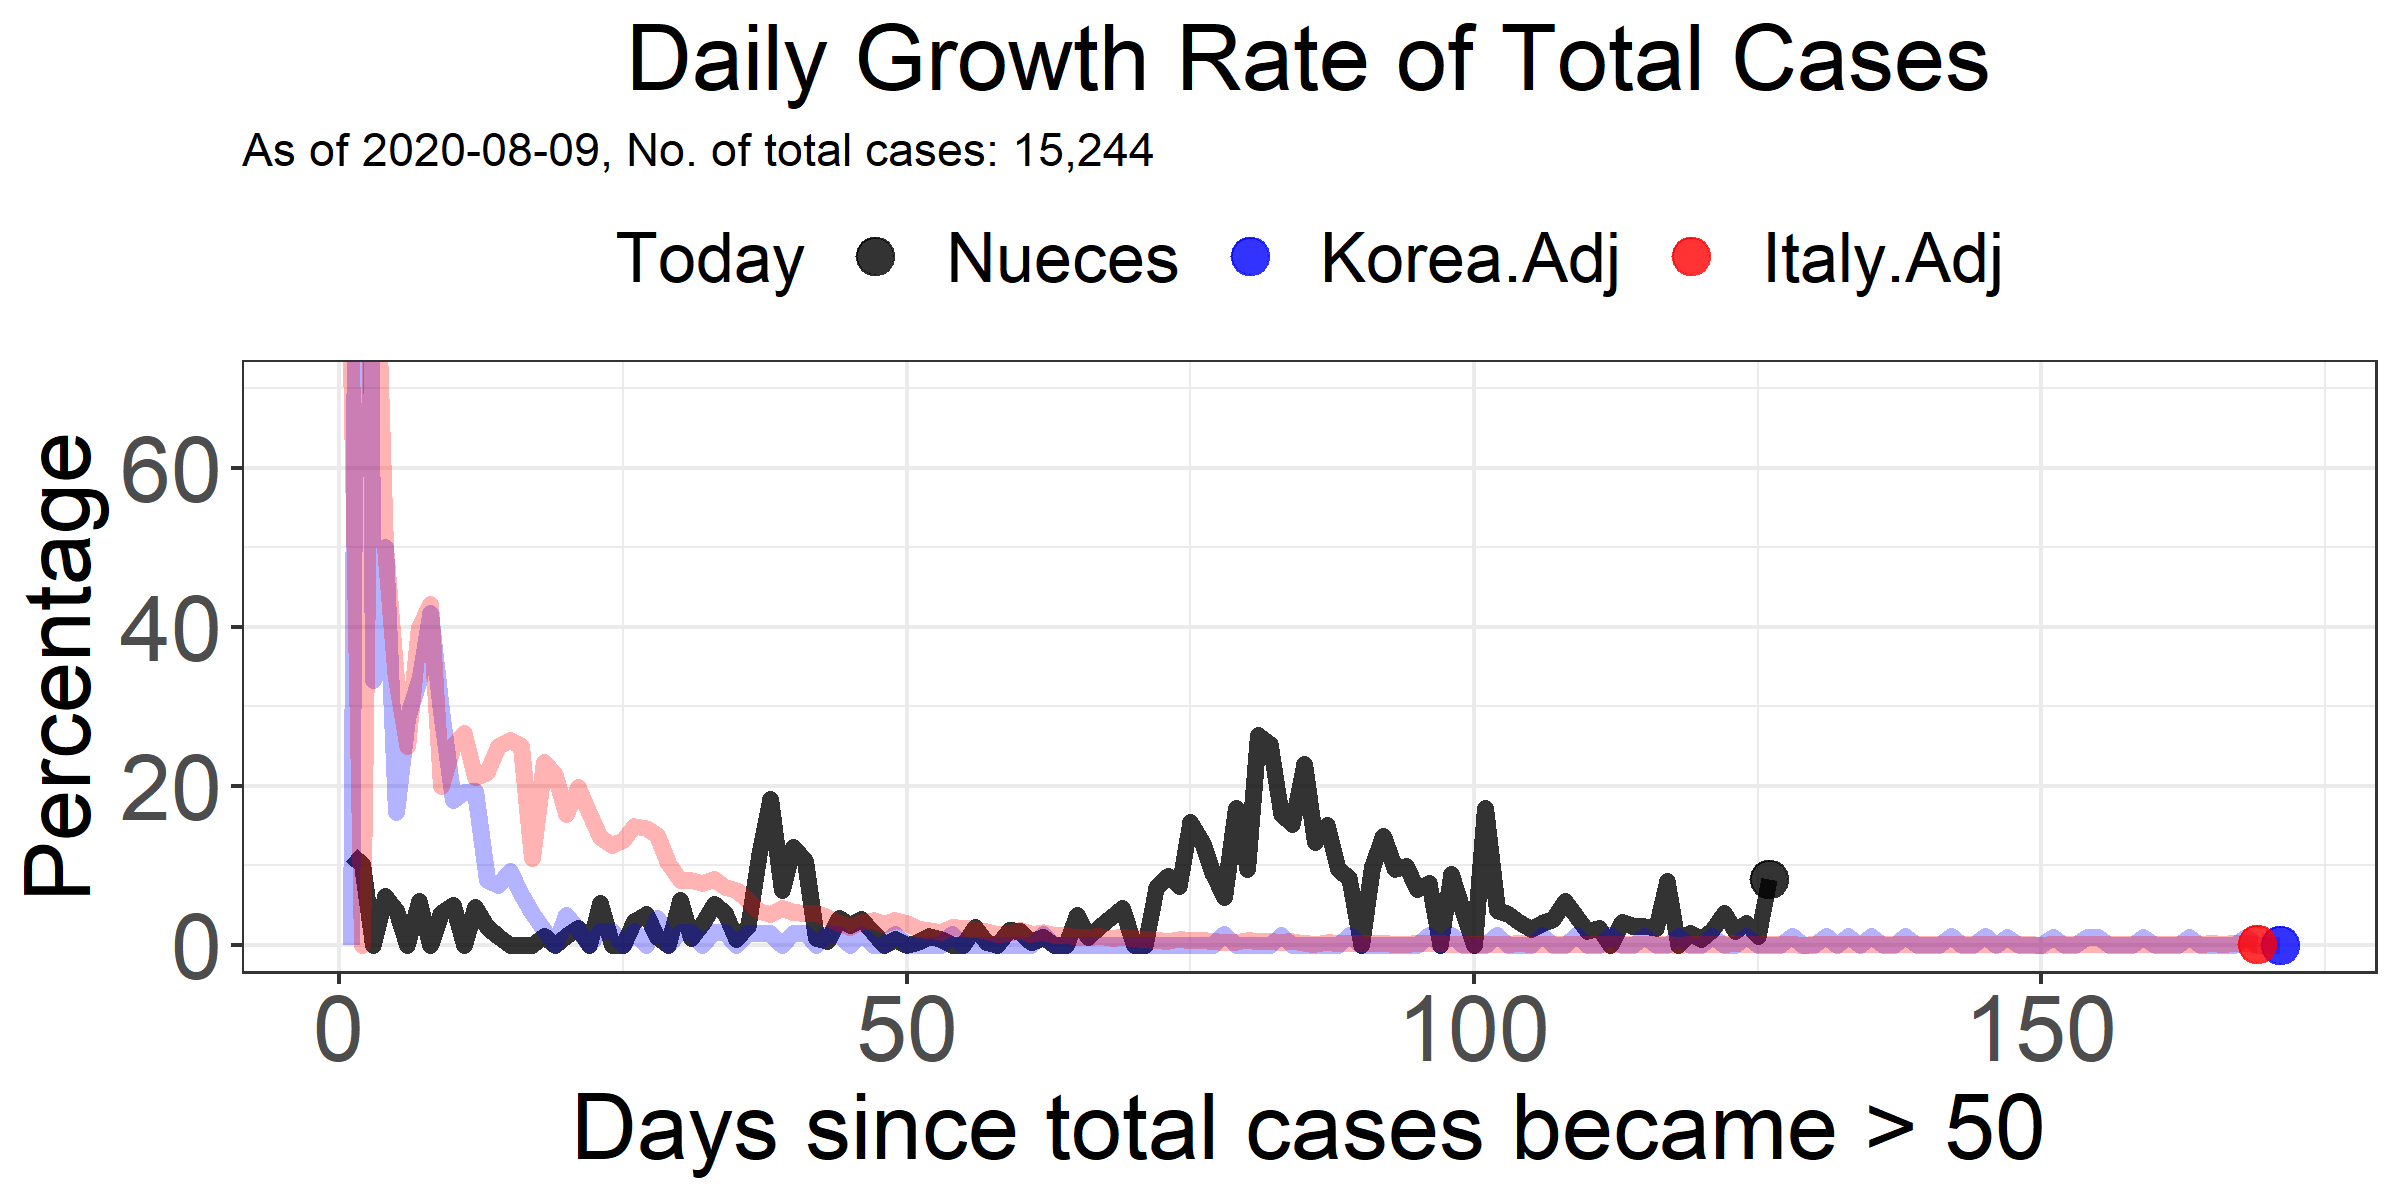 Daily Growth Rate of Total Cases
As of 2020-08-09, No. of total cases: 15,244
Today Nueces Korea.Adj Italy.Adj
Percentage
60
40
20
0
0 50 100 150
Days since total cases became > 50